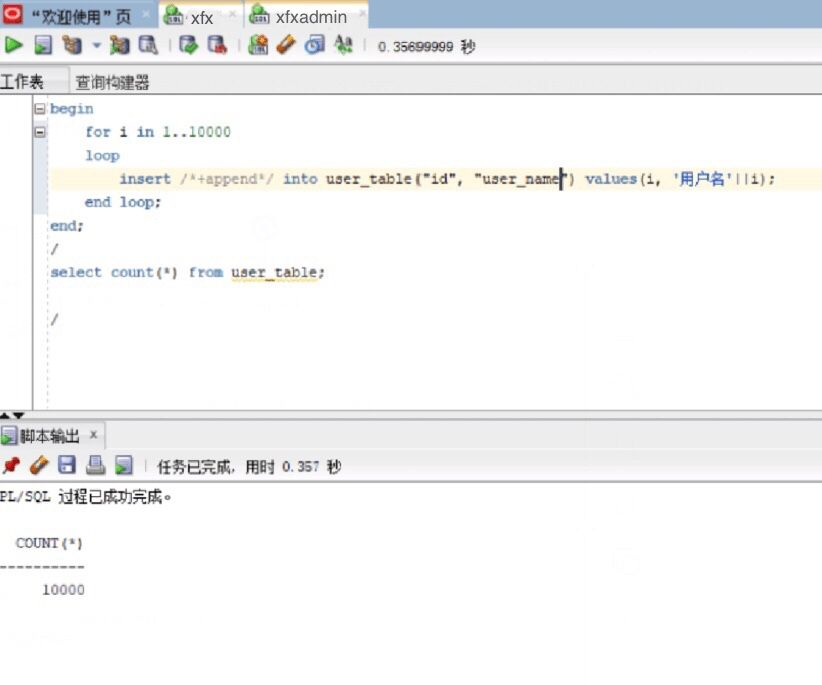 “欢迎使用”页 xfx xfxadmin
0.35699999 秒
工作表 查询构建器
begin
for i in 1..10000
loop
insert /*+append*/ into user_table("id", "user_name") values(i, '用户名'||i);
end loop;
end;
/
select count(*) from user_table;
/
脚本输出
任务已完成, 用时 0.357 秒
PL/SQL 过程已成功完成。
COUNT(*)
----------
10000